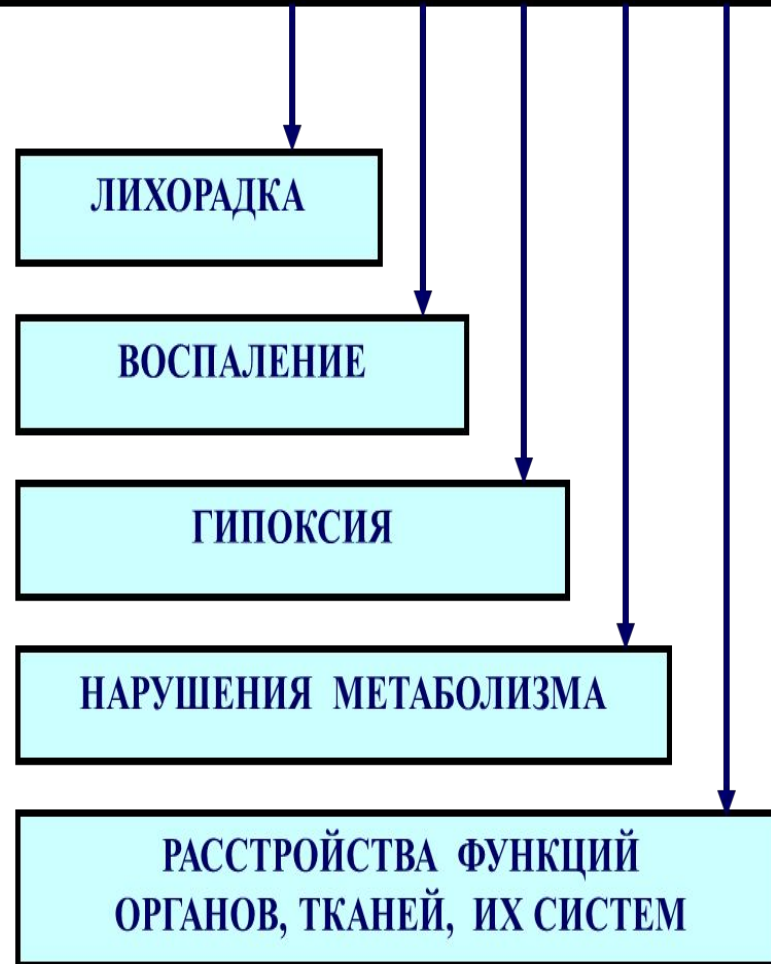 ЛИХОРАДКА
ВОСПАЛЕНИЕ
ГИПОКСИЯ
НАРУШЕНИЯ МЕТАБОЛИЗМА
РАССТРОЙСТВА ФУНКЦИЙ
ОРГАНОВ, ТКАНЕЙ, ИХ СИСТЕМ